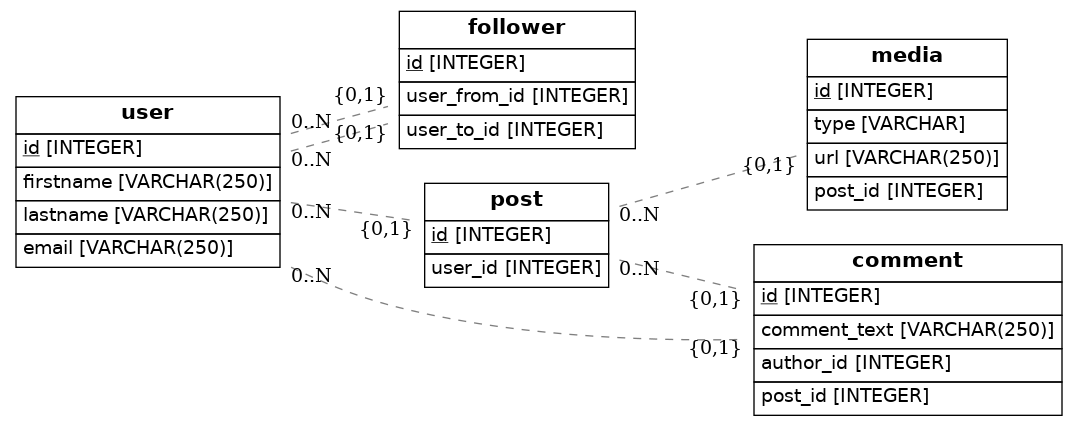 user
id [INTEGER]
firstname [VARCHAR(250)]
lastname [VARCHAR(250)]
email [VARCHAR(250)]
follower
id [INTEGER]
user_from_id [INTEGER]
user_to_id [INTEGER]
{0,1}
0..N
{0,1}
0..N
0..N
{0,1}
0..N
{0,1}
post
id [INTEGER]
user_id [INTEGER]
0..N
{0,1}
0..N
{0,1}
media
id [INTEGER]
type [VARCHAR]
url [VARCHAR(250)]
post_id [INTEGER]
comment
id [INTEGER]
comment_text [VARCHAR(250)]
author_id [INTEGER]
post_id [INTEGER]